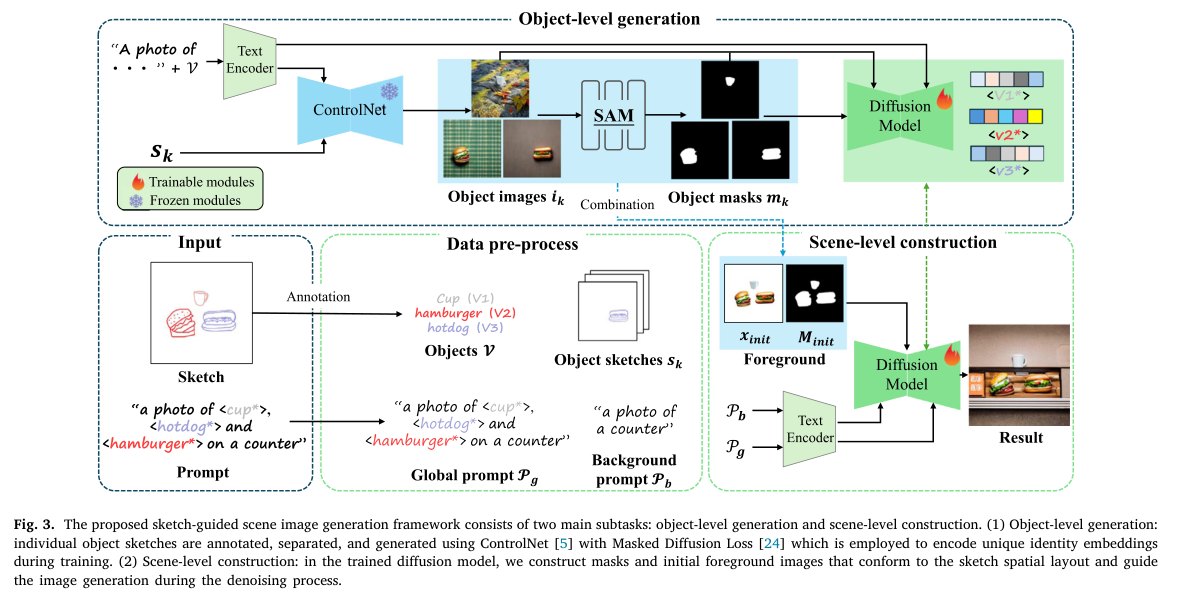 Object-level generation
“A photo of
• • • ” + 𝒱
Text
Encoder
ControlNet
s_k
Trainable modules
Frozen modules
SAM
Object images i_k
Combination
Object masks m_k
Diffusion
Model
<V1*>
<v2*>
<v3*>
Input
Sketch
“a photo of <cup*>,
<hotdog*> and
<hamburger*> on a counter”
Prompt
Annotation
Data pre-process
Cup (V1)
hamburger (V2)
hotdog (V3)
Objects 𝒱
Object sketches s_k
“a photo of <cup*>,
<hotdog*> and
<hamburger*> on a counter”
Global prompt 𝒫_g
“a photo of
a counter”
Background
prompt 𝒫_b
Scene-level construction
x_init
M_init
Foreground
𝒫_b
𝒫_g
Text
Encoder
Diffusion
Model
Result
Fig. 3. The proposed sketch-guided scene image generation framework consists of two main subtasks: object-level generation and scene-level construction. (1) Object-level generation:
individual object sketches are annotated, separated, and generated using ControlNet [5] with Masked Diffusion Loss [24] which is employed to encode unique identity embeddings
during training. (2) Scene-level construction: in the trained diffusion model, we construct masks and initial foreground images that conform to the sketch spatial layout and guide
the image generation during the denoising process.